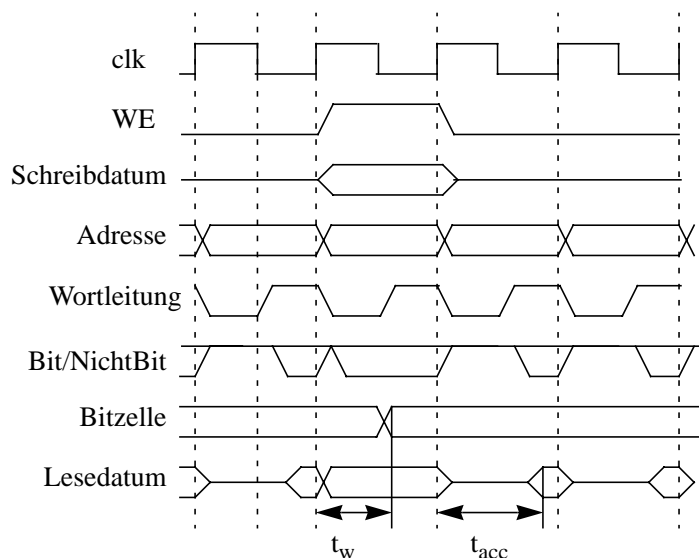 clk
WE
Schreibdatum
Adresse
Wortleitung
Bit/NichtBit
Bitzelle
Lesedatum
t_w
t_acc